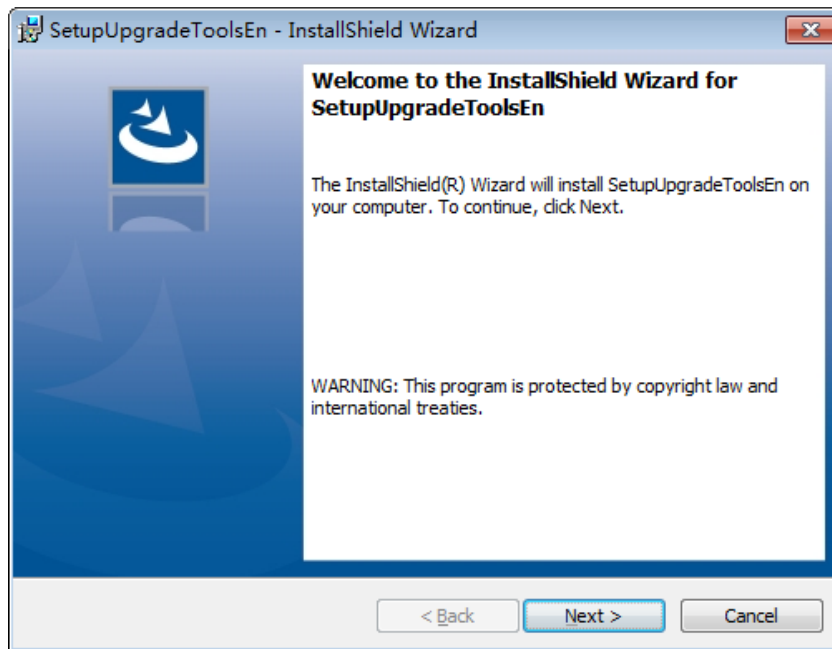 SetupUpgradeToolsEn - InstallShield Wizard
Welcome to the InstallShield Wizard for
SetupUpgradeToolsEn
The InstallShield(R) Wizard will install SetupUpgradeToolsEn on
your computer. To continue, click Next.
WARNING: This program is protected by copyright law and
international treaties.
< Back
Next >
Cancel